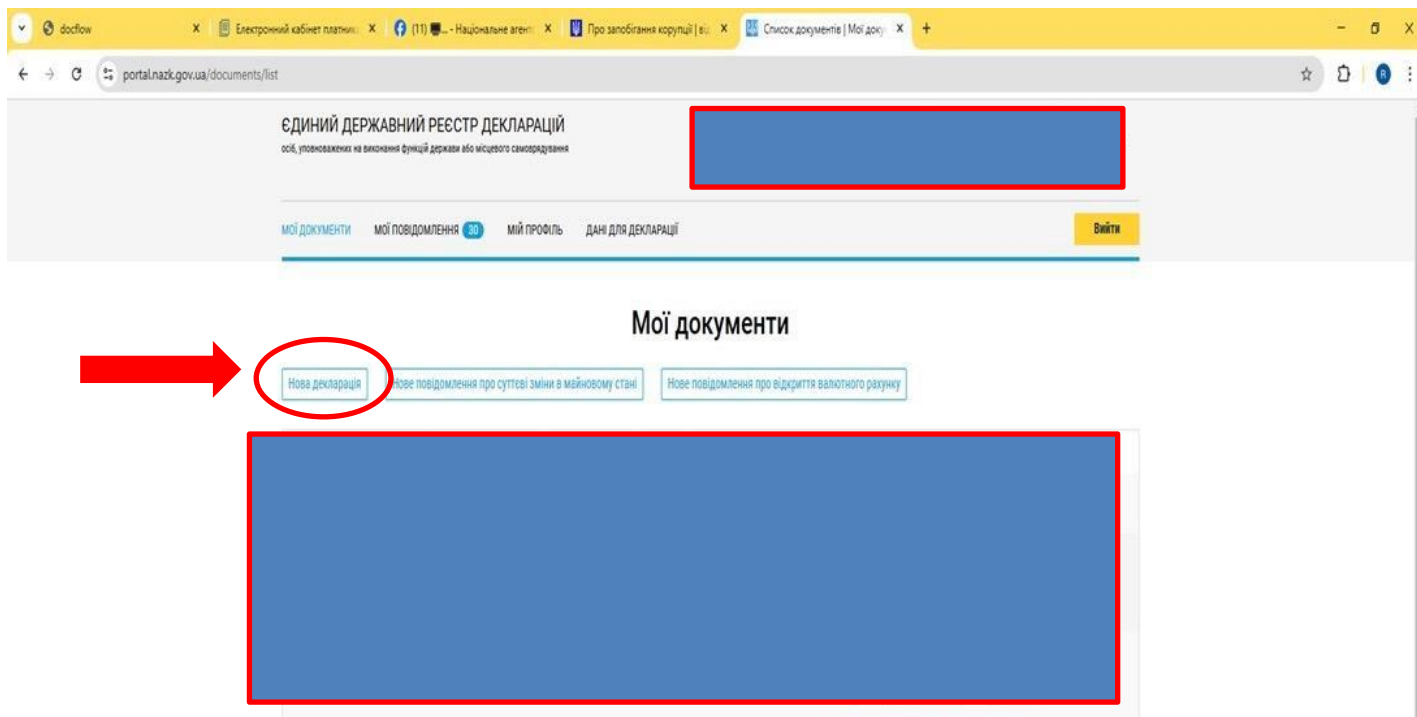 docflow
Електронний кабінет платник
(11) ... - Національне агент
Про запобігання корупції | ві
Список документів | Мої доку
portal.nazk.gov.ua/documents/list
R
ЄДИНИЙ ДЕРЖАВНИЙ РЕЄСТР ДЕКЛАРАЦІЙ
осіб, уповноважених на виконання функцій держави або місцевого самоврядування
МОЇ ДОКУМЕНТИ МОЇ ПОВІДОМЛЕННЯ 30 МІЙ ПРОФІЛЬ ДАНІ ДЛЯ ДЕКЛАРАЦІЇ Вийти
Мої документи
Нова декларація Нове повідомлення про суттєві зміни в майновому стані Нове повідомлення про відкриття валютного рахунку